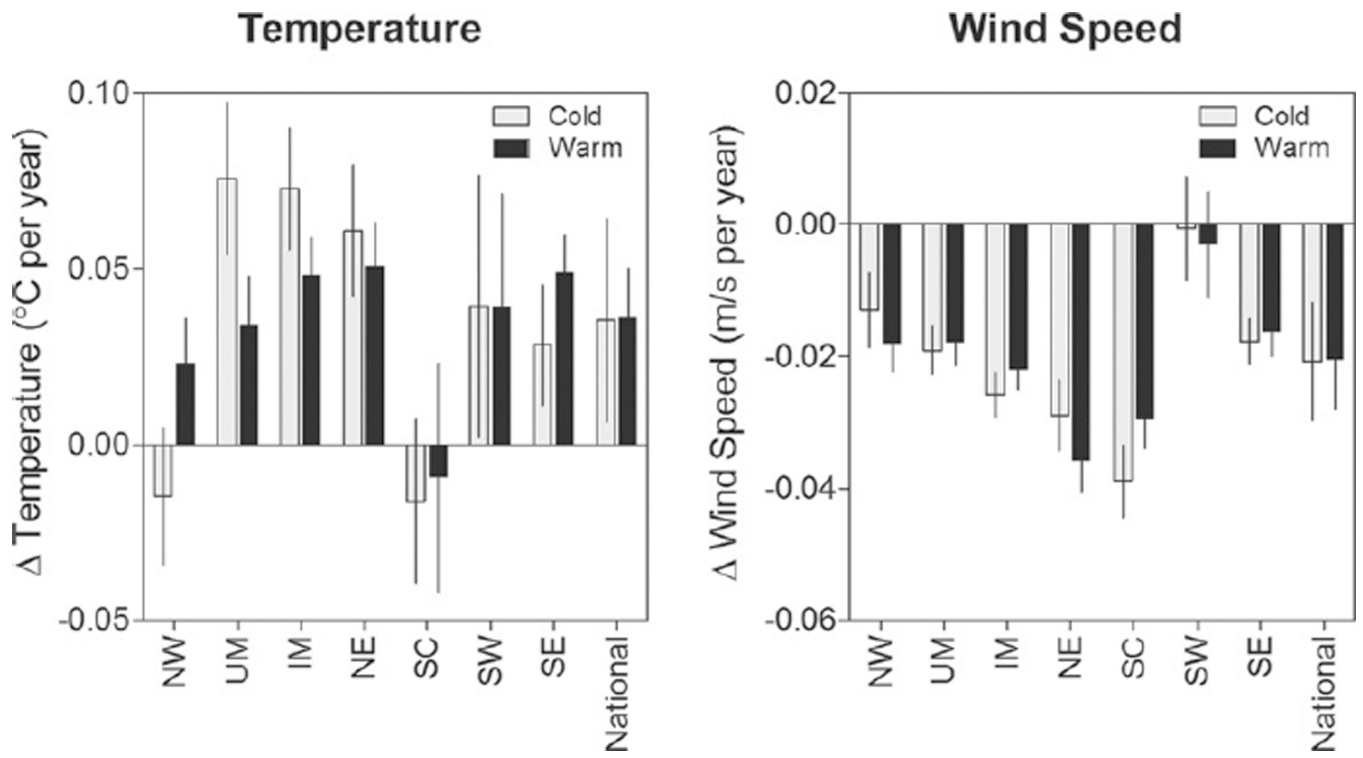 Temperature
Δ Temperature (°C per year)
0.10
0.05
0.00
-0.05
Cold
Warm
NW
UM
IM
NE
SC
SW
SE
National
Wind Speed
Δ Wind Speed (m/s per year)
0.02
0.00
-0.02
-0.04
-0.06
Cold
Warm
NW
UM
IM
NE
SC
SW
SE
National